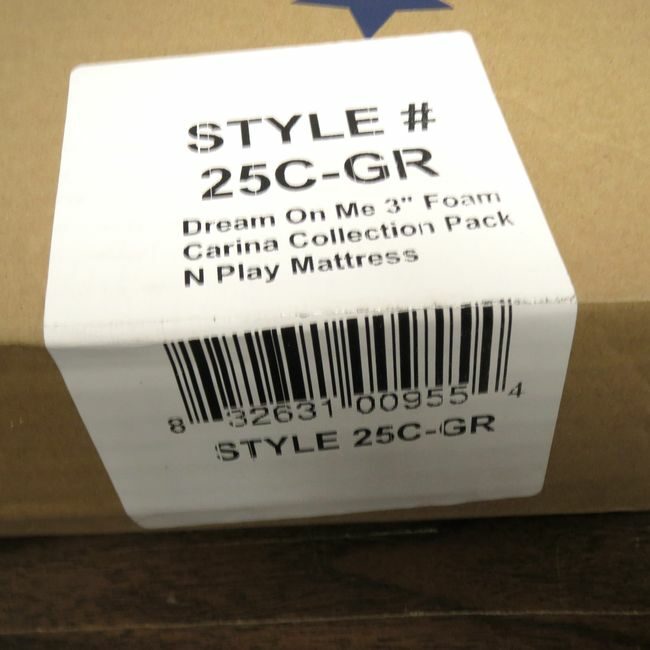 STYLE #
25C-GR
Dream On Me 3" Foam
Carina Collection Pack
N Play Mattress
8 32631 00955 4
STYLE 25C-GR